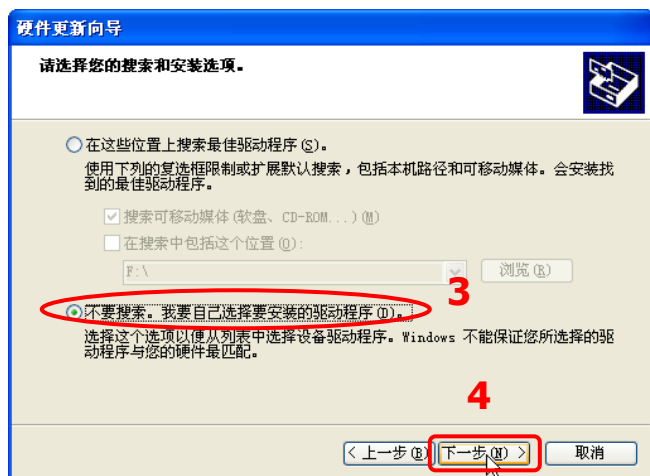 硬件更新向导
请选择您的搜索和安装选项。
在这些位置上搜索最佳驱动程序(S)。
使用下列的复选框限制或扩展默认搜索，包括本机路径和可移动媒体。会安装找
到的最佳驱动程序。
搜索可移动媒体(软盘、CD-ROM...)(M)
在搜索中包括这个位置(O):
F:\
浏览(R)
3
不要搜索。我要自己选择要安装的驱动程序(D)。
选择这个选项以便从列表中选择设备驱动程序。Windows 不能保证您所选择的驱
动程序与您的硬件最匹配。
4
< 上一步(B) 下一步(N) > 取消